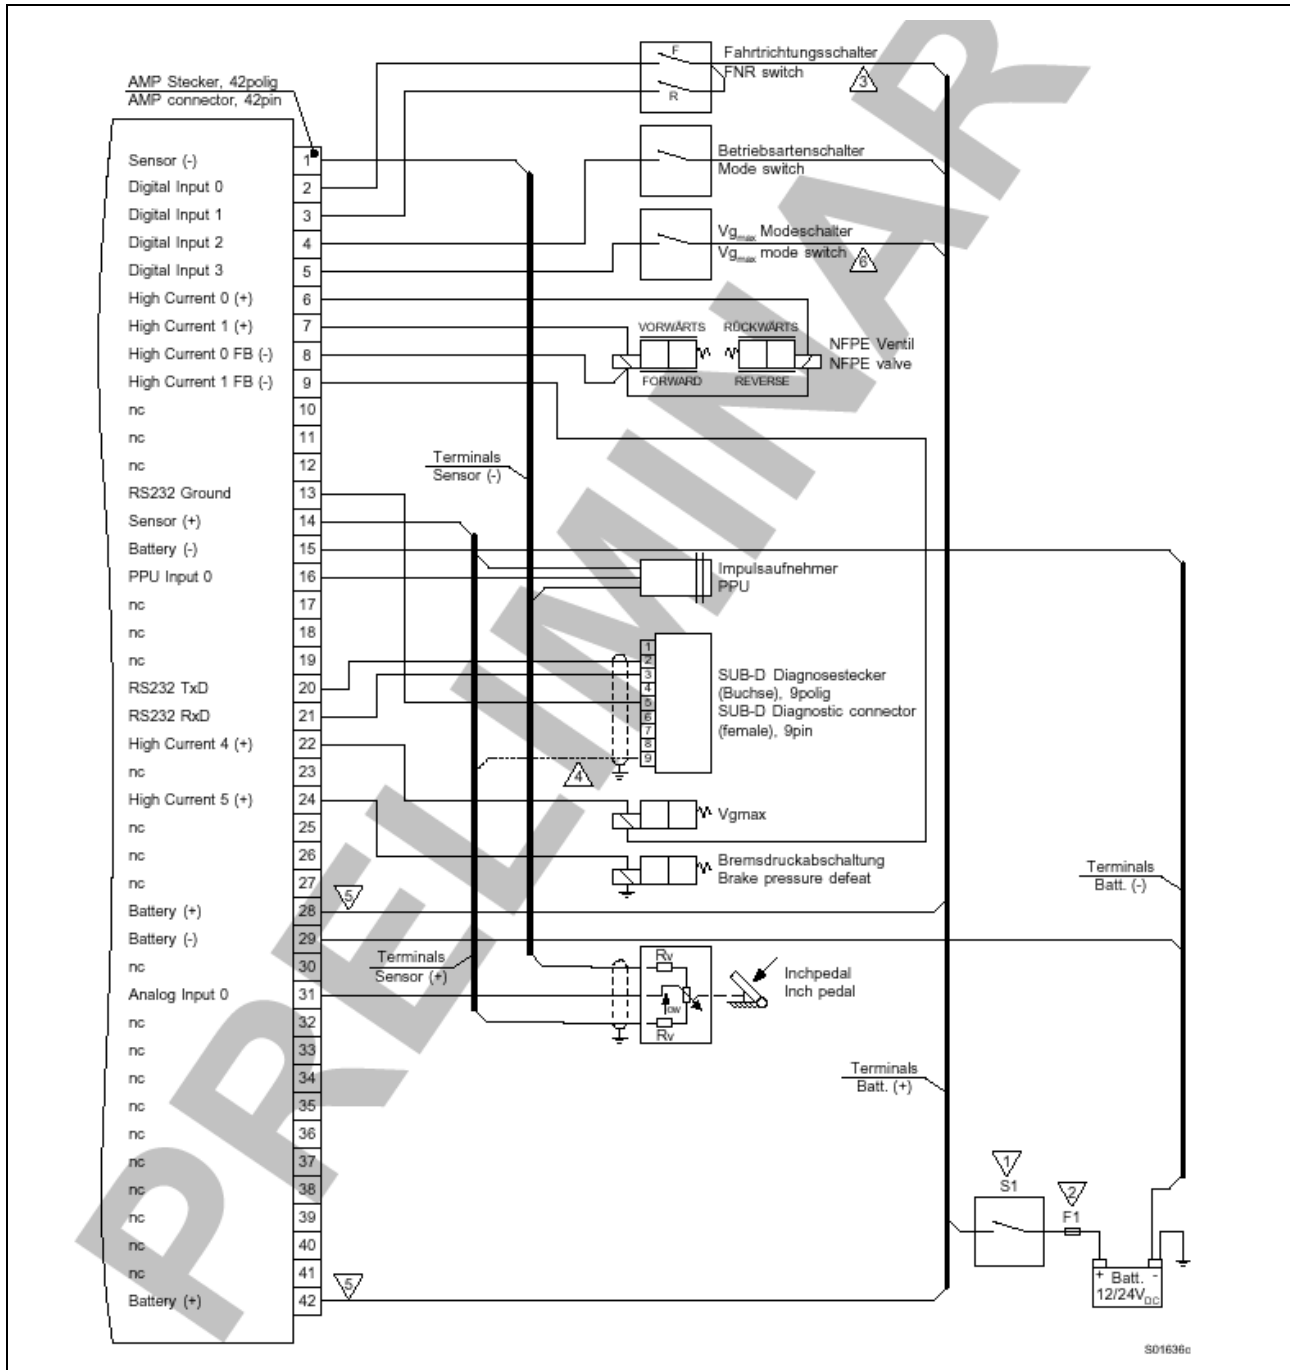 PRELIMINAR
AMP Stecker, 42polig
AMP connector, 42pin
Sensor (-) 1
Digital Input 0 2
Digital Input 1 3
Digital Input 2 4
Digital Input 3 5
High Current 0 (+) 6
High Current 1 (+) 7
High Current 0 FB (-) 8
High Current 1 FB (-) 9
nc 10
nc 11
nc 12
RS232 Ground 13
Sensor (+) 14
Battery (-) 15
PPU Input 0 16
nc 17
nc 18
nc 19
RS232 TxD 20
RS232 RxD 21
High Current 4 (+) 22
nc 23
High Current 5 (+) 24
nc 25
nc 26
nc 27
Battery (+) 28
Battery (-) 29
nc 30
Analog Input 0 31
nc 32
nc 33
nc 34
nc 35
nc 36
nc 37
nc 38
nc 39
nc 40
nc 41
Battery (+) 42
5
5
F
R
Fahrtrichtungsschalter
FNR switch
3
Betriebsartenschalter
Mode switch
Vgmax Modeschalter
Vgmax mode switch
6
VORWÄRTS RÜCKWÄRTS
FORWARD REVERSE
NFPE Ventil
NFPE valve
Terminals
Sensor (-)
Impulsaufnehmer
PPU
1
2
3
4
5
6
7
8
9
SUB-D Diagnosestecker
(Buchse), 9polig
SUB-D Diagnostic connector
(female), 9pin
4
Vgmax
Bremsdruckabschaltung
Brake pressure defeat
Terminals
Batt. (-)
Terminals
Sensor (+)
Rv
Rv
Inchpedal
Inch pedal
Terminals
Batt. (+)
1
S1
2
F1
+ Batt. -
12/24VDC
S01636c